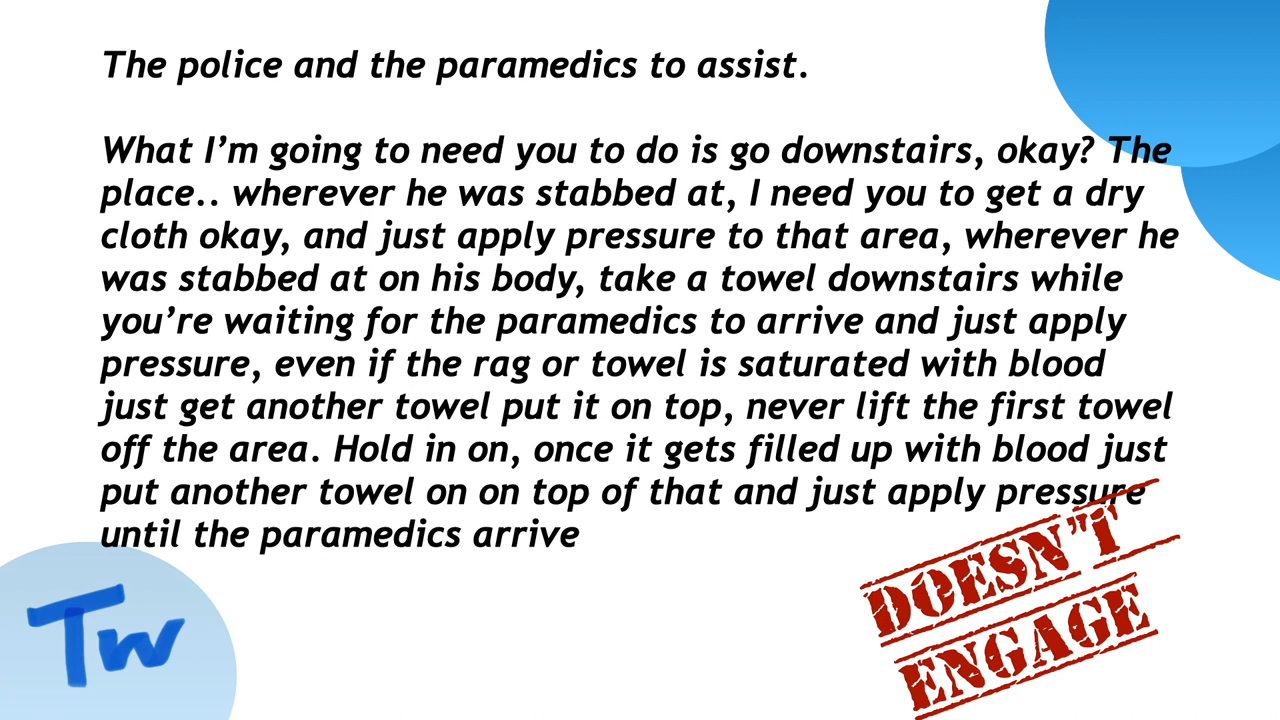 The police and the paramedics to assist.
What I’m going to need you to do is go downstairs, okay? The
place.. wherever he was stabbed at, I need you to get a dry
cloth okay, and just apply pressure to that area, wherever he
was stabbed at on his body, take a towel downstairs while
you’re waiting for the paramedics to arrive and just apply
pressure, even if the rag or towel is saturated with blood
just get another towel put it on top, never lift the first towel
off the area. Hold in on, once it gets filled up with blood just
put another towel on on top of that and just apply pressure
until the paramedics arrive
DOESN'T
ENGAGE
Tw